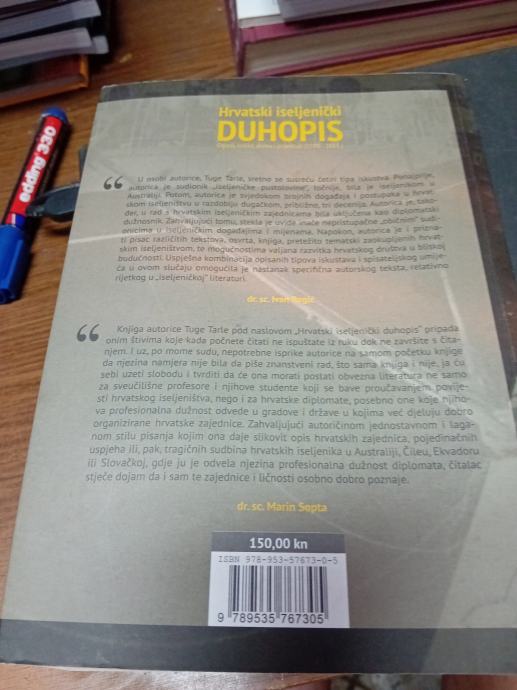 edding 330
Hrvatski iseljenički
DUHOPIS
“ U osobi autorice, Tuge Tarle, sretno se susreću četiri tipa iskustva. Ponajprije,
autorica je sudionik „iseljeničke pustolovine“, točnije, bila je iseljenikom u
Australiji. Potom, autorica je svjedokom brojnih događaja i postupaka u hrvat-
skom iseljeništvu u razdoblju dugačkom, približno, tri decenija. Autorica je, tako-
đer, u rad s hrvatskim iseljeničkim zajednicama bila uključena kao diplomatski
dužnosnik. Zahvaljujući tomu, stekla je uvida inače nepristupačne „običnom“ sudi-
onicima u iseljeničkim događajima i mijenama. Napokon, autorica je i prizna-
ti pisac različitih tekstova, osvrta, knjiga, pretežito tematski zaokupljenih hrvat-
skim iseljeništvom, te mogućnostima valjana razvitka hrvatskog društva u bliskoj
budućnosti. Uspješna kombinacija opisanih tipova iskustava i spisateljskog umije-
ća u ovom slučaju omogućila je nastanak specifična autorskog teksta, relativno
rijetkog u „iseljeničkoj“ literaturi.
dr. sc. Ivan Rogić
“ Knjiga autorice Tuge Tarle pod naslovom „Hrvatski iseljenički duhopis“ pripada
onim štivima koje kada počnete čitati ne ispuštate iz ruku dok ne završite s čita-
njem. I uz, po mome sudu, nepotrebne isprike autorice na samom početku knjige
da njezina namjera nije bila da piše znanstveni rad, što sama knjiga i nije, ja ću
sebi uzeti slobodu i tvrditi da će ona morati postati obvezna literatura ne samo
za sveučilišne profesore i njihove studente koji se bave proučavanjem povije-
sti hrvatskog iseljeništva, nego i za hrvatske diplomate, posebno one koje njiho-
va profesionalna dužnost odvede u gradove i države u kojima već djeluju dobro
organizirane hrvatske zajednice. Zahvaljujući autoričinom jednostavnom i laga-
nom stilu pisanja kojim ona daje slikovit opis hrvatskih zajednica, pojedinačnih
uspjeha ili, pak, tragičnih sudbina hrvatskih iseljenika u Australiji, Čileu, Ekvadoru
ili Slovačkoj, gdje ju je odvela njezina profesionalna dužnost diplomata, čitalac
stječe dojam da i sam te zajednice i ličnosti osobno dobro poznaje.
dr. sc. Marin Sopta
150,00 kn
ISBN 978-953-57673-0-5
9 789535 767305